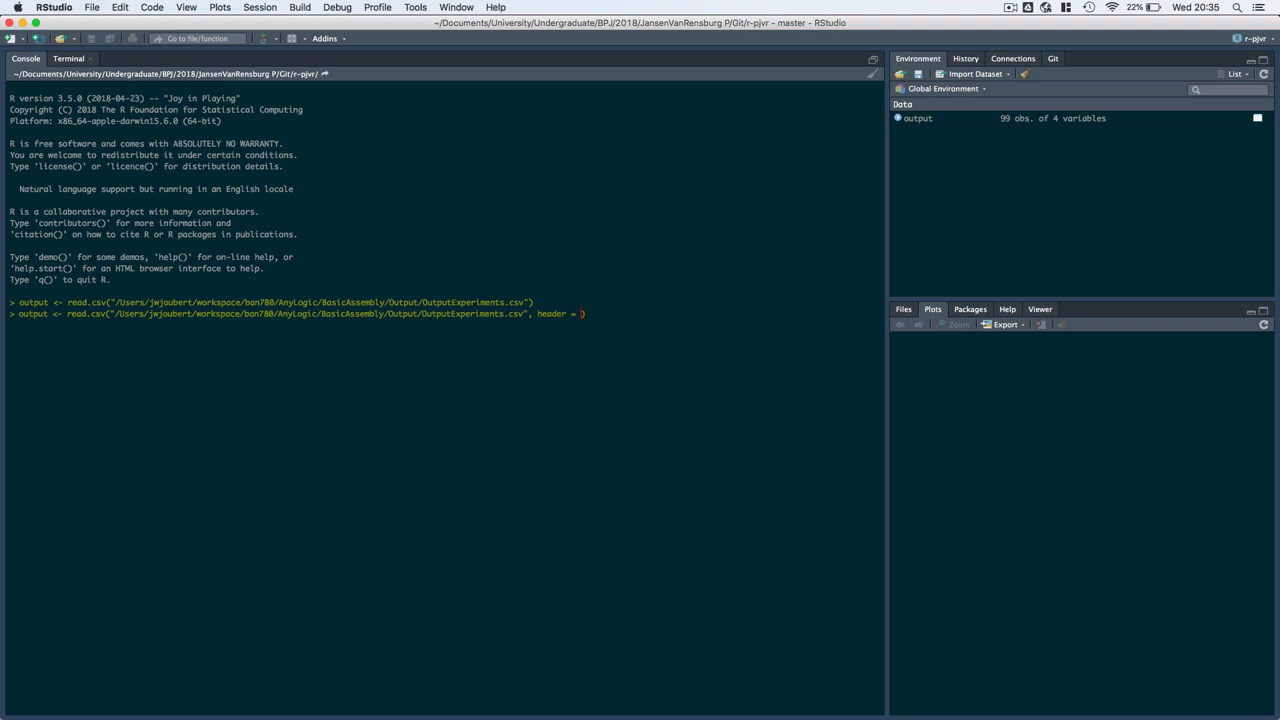 RStudio File Edit Code View Plots Session Build Debug Profile Tools Window Help 22% Wed 20:35
~/Documents/University/Undergraduate/BPJ/2018/JansenVanRensburg P/Git/r-pjvr - master - RStudio
Go to file/function Addins r-pjvr
Console Terminal
~/Documents/University/Undergraduate/BPJ/2018/JansenVanRensburg P/Git/r-pjvr/
R version 3.5.0 (2018-04-23) -- "Joy in Playing"
Copyright (C) 2018 The R Foundation for Statistical Computing
Platform: x86_64-apple-darwin15.6.0 (64-bit)
R is free software and comes with ABSOLUTELY NO WARRANTY.
You are welcome to redistribute it under certain conditions.
Type 'license()' or 'licence()' for distribution details.
Natural language support but running in an English locale
R is a collaborative project with many contributors.
Type 'contributors()' for more information and
'citation()' on how to cite R or R packages in publications.
Type 'demo()' for some demos, 'help()' for on-line help, or
'help.start()' for an HTML browser interface to help.
Type 'q()' to quit R.
> output <- read.csv("/Users/jwjoubert/workspace/ban780/AnyLogic/BasicAssembly/Output/OutputExperiments.csv")
> output <- read.csv("/Users/jwjoubert/workspace/ban780/AnyLogic/BasicAssembly/Output/OutputExperiments.csv", header = )
Environment History Connections Git
Import Dataset List
Global Environment
Data
output 99 obs. of 4 variables
Files Plots Packages Help Viewer
Zoom Export